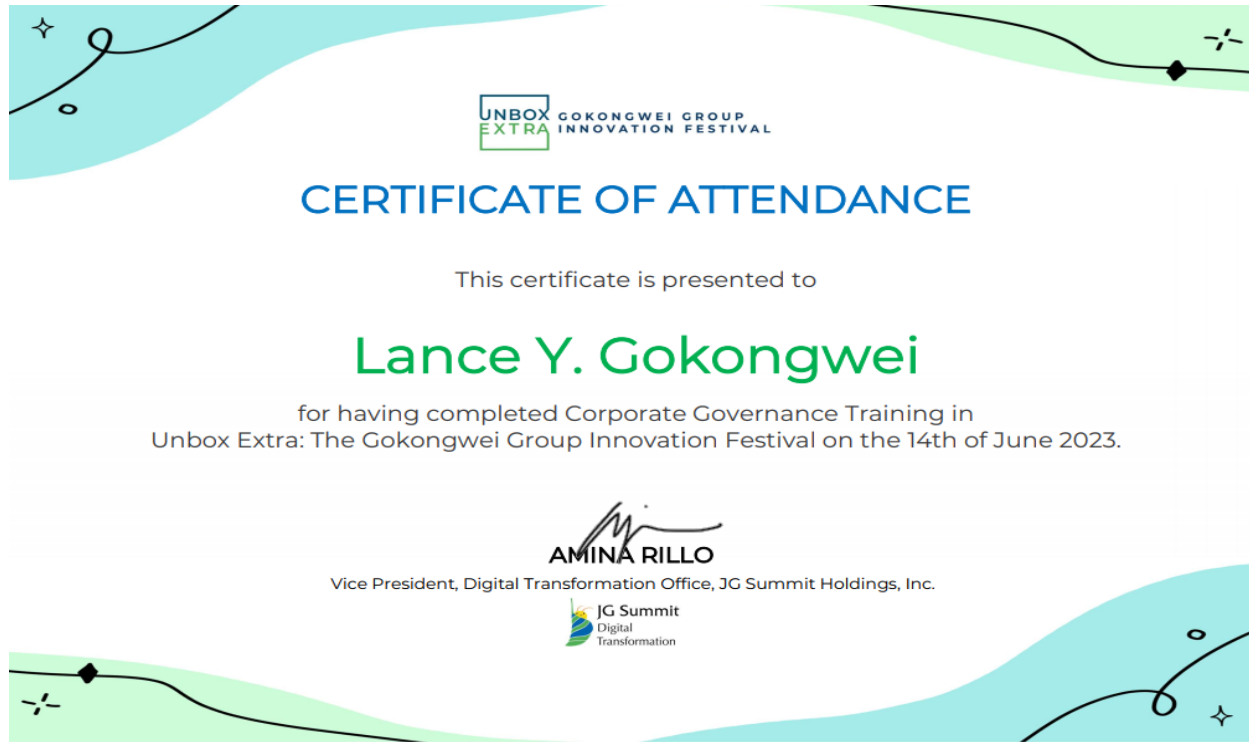 UNBOX EXTRA
GOKONGWEI GROUP
INNOVATION FESTIVAL
CERTIFICATE OF ATTENDANCE
This certificate is presented to
Lance Y. Gokongwei
for having completed Corporate Governance Training in
Unbox Extra: The Gokongwei Group Innovation Festival on the 14th of June 2023.
AMINA RILLO
Vice President, Digital Transformation Office, JG Summit Holdings, Inc.
JG Summit
Digital
Transformation